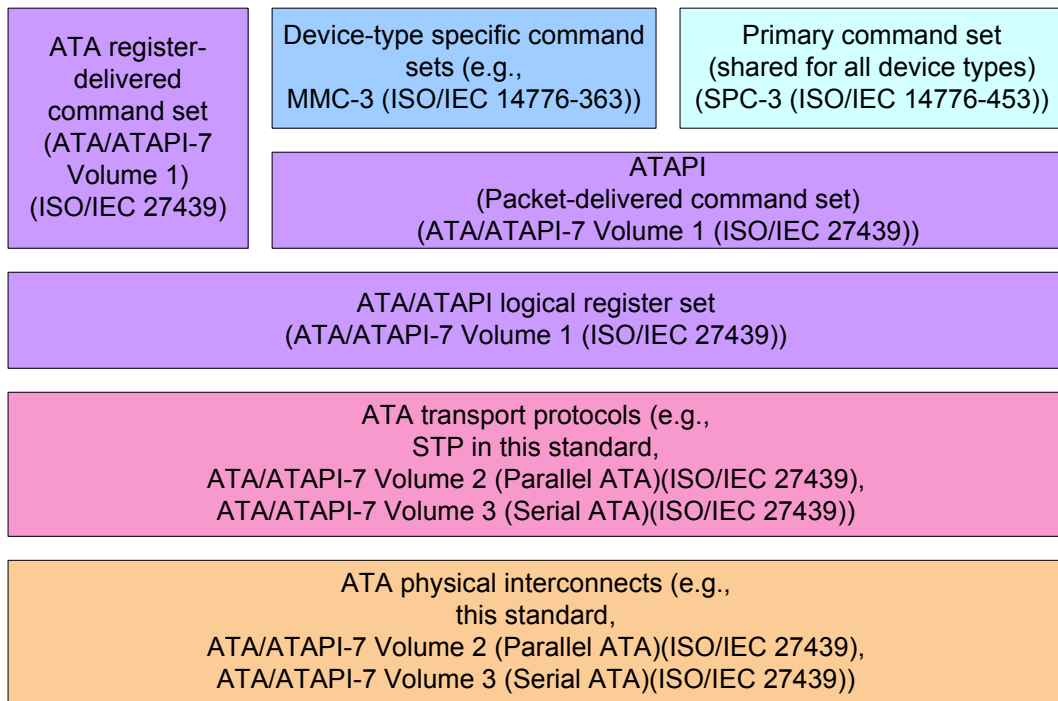 ATA register-
delivered
command set
(ATA/ATAPI-7
Volume 1)
(ISO/IEC 27439)
Device-type specific command
sets (e.g.,
MMC-3 (ISO/IEC 14776-363))
Primary command set
(shared for all device types)
(SPC-3 (ISO/IEC 14776-453))
ATAPI
(Packet-delivered command set)
(ATA/ATAPI-7 Volume 1 (ISO/IEC 27439))
ATA/ATAPI logical register set
(ATA/ATAPI-7 Volume 1 (ISO/IEC 27439))
ATA transport protocols (e.g.,
STP in this standard,
ATA/ATAPI-7 Volume 2 (Parallel ATA)(ISO/IEC 27439),
ATA/ATAPI-7 Volume 3 (Serial ATA)(ISO/IEC 27439))
ATA physical interconnects (e.g.,
this standard,
ATA/ATAPI-7 Volume 2 (Parallel ATA)(ISO/IEC 27439),
ATA/ATAPI-7 Volume 3 (Serial ATA)(ISO/IEC 27439))